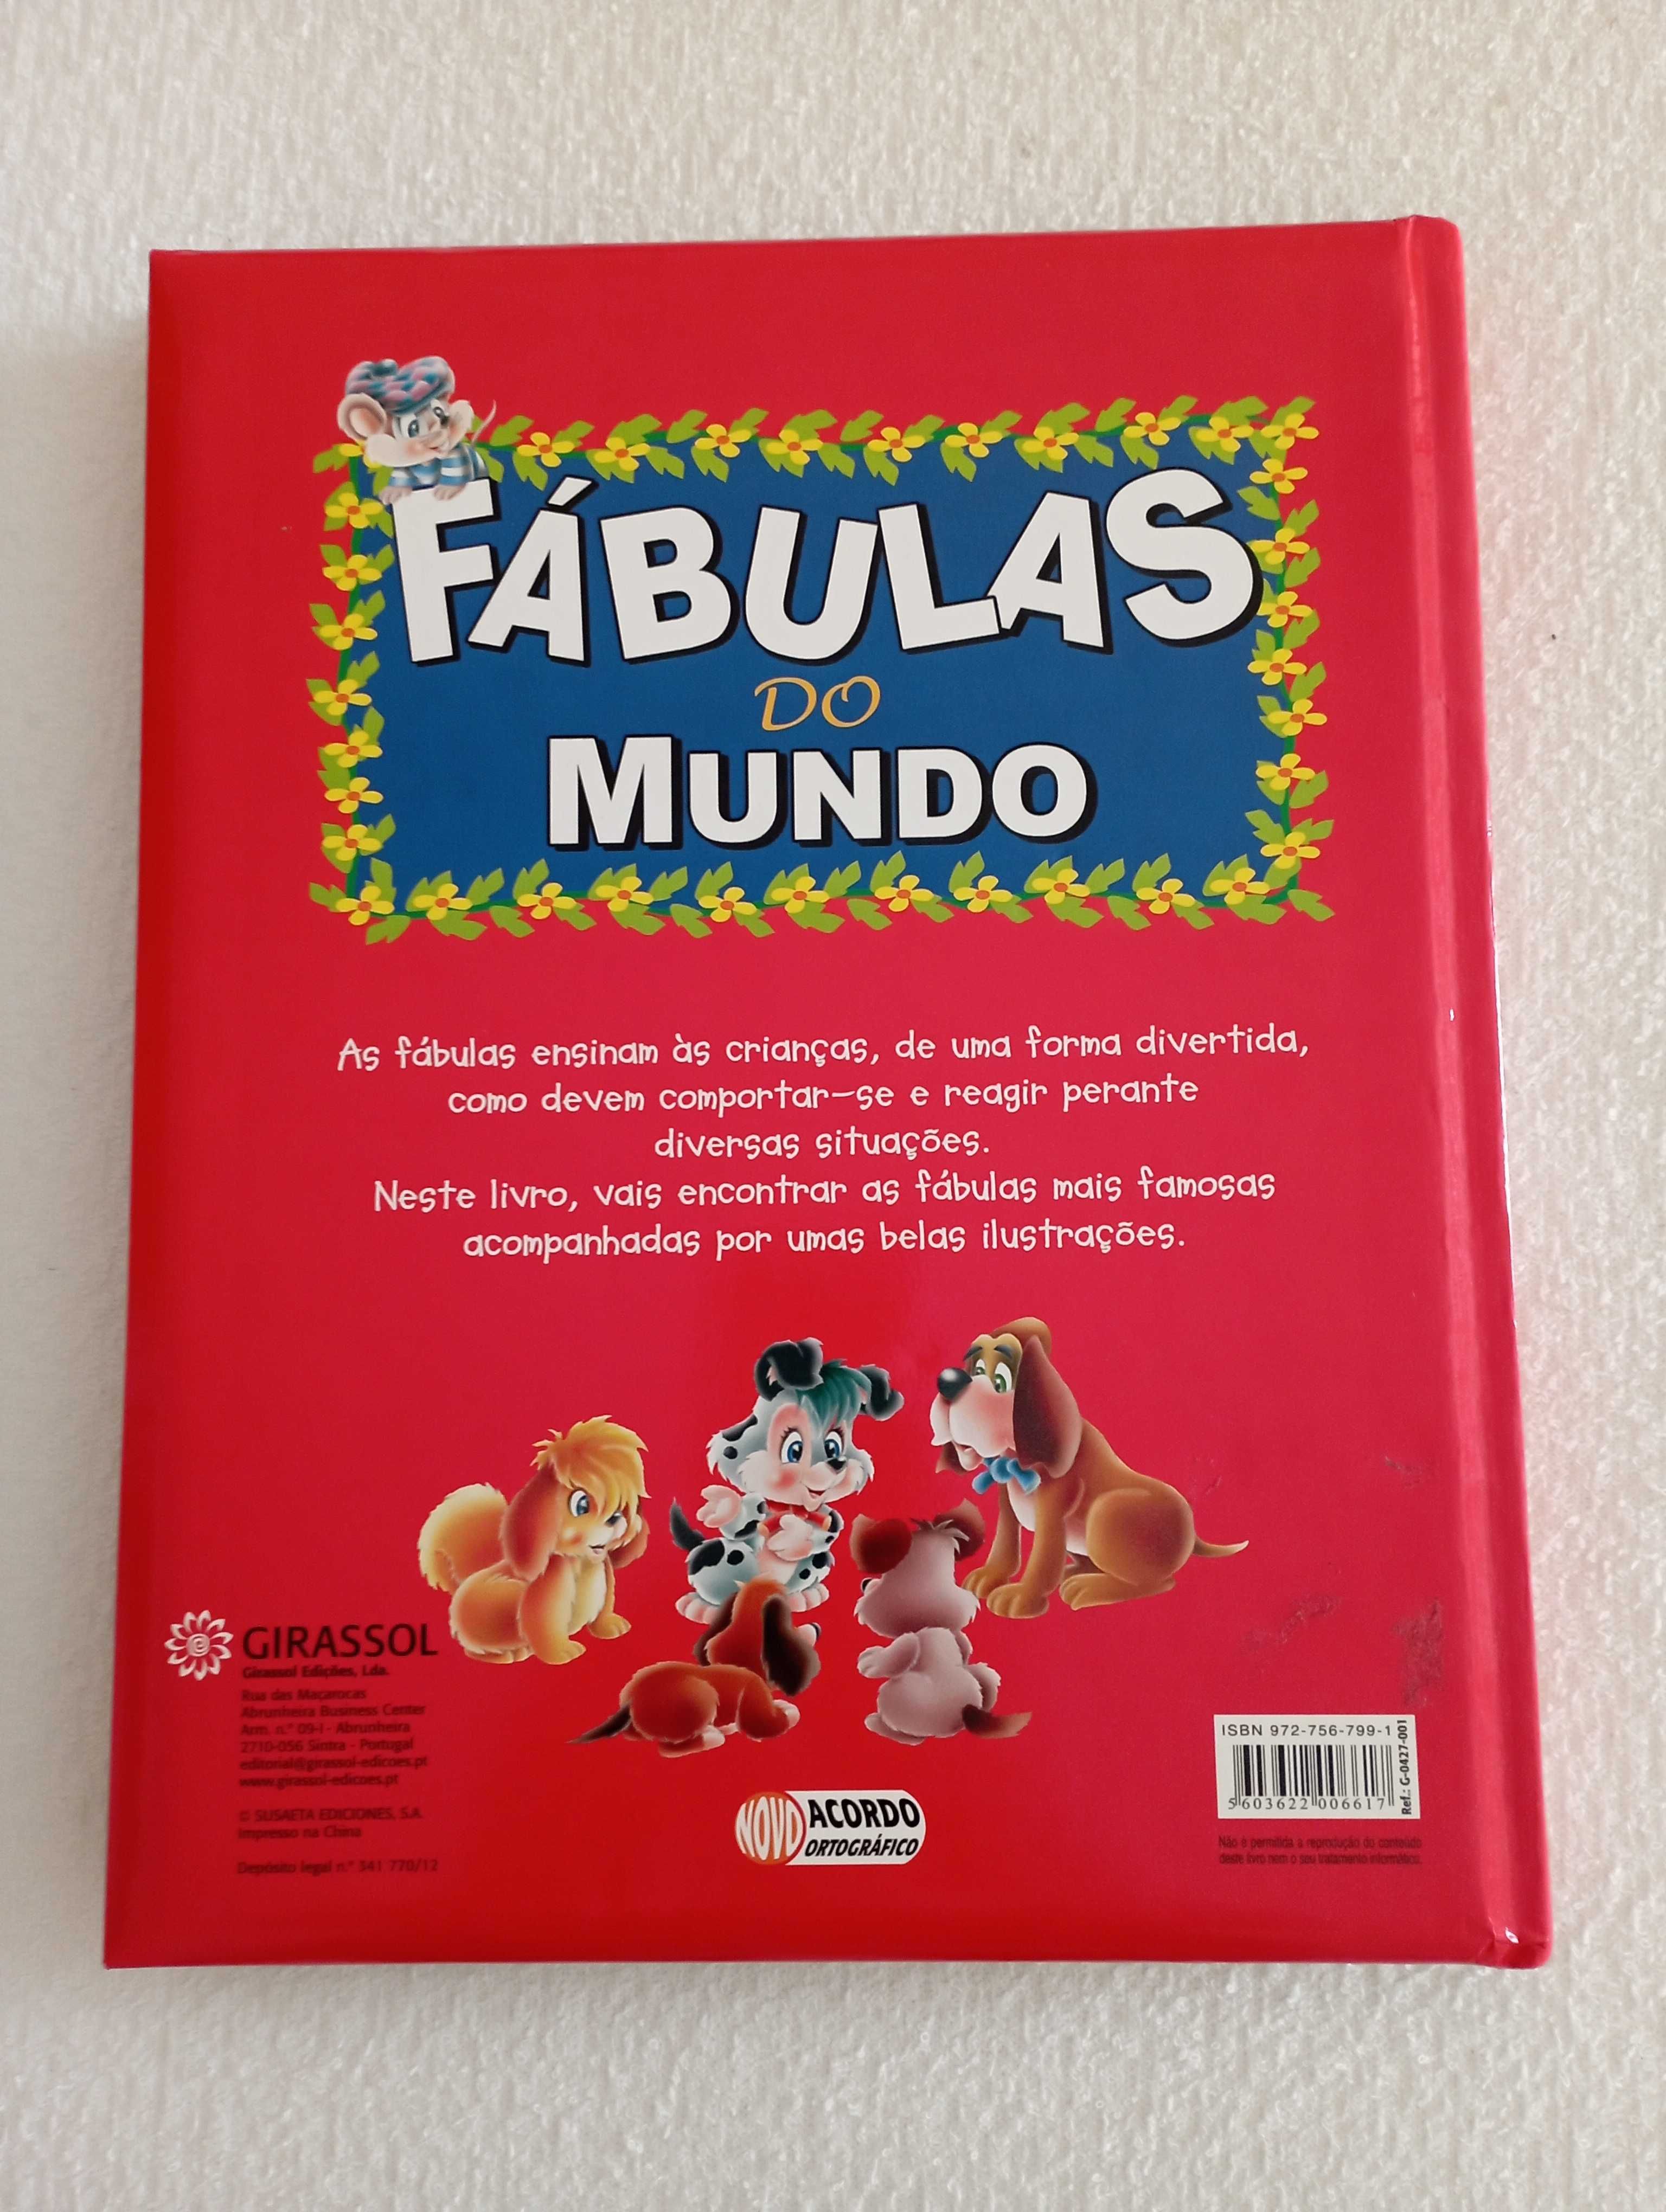 FÁBULAS
DO
MUNDO
As fábulas ensinam às crianças, de uma forma divertida,
como devem comportar-se e reagir perante
diversas situações.
Neste livro, vais encontrar as fábulas mais famosas
acompanhadas por umas belas ilustrações.
GIRASSOL
Girassol Edições, Lda.
Rua das Maçarocas
Abrunheira Business Center
Arm. n.º 09-I - Abrunheira
2710-056 Sintra - Portugal
editorial@girassol-edicoes.pt
www.girassol-edicoes.pt
© SUSAETA EDICIONES, S.A.
Impresso na China
Depósito legal n.º 341 770/12
NOVO ACORDO
ORTOGRÁFICO
ISBN 972-756-799-1
5603622006617
Ref.: G-0427-001
Não é permitida a reprodução do conteúdo
deste livro nem o seu tratamento informático.